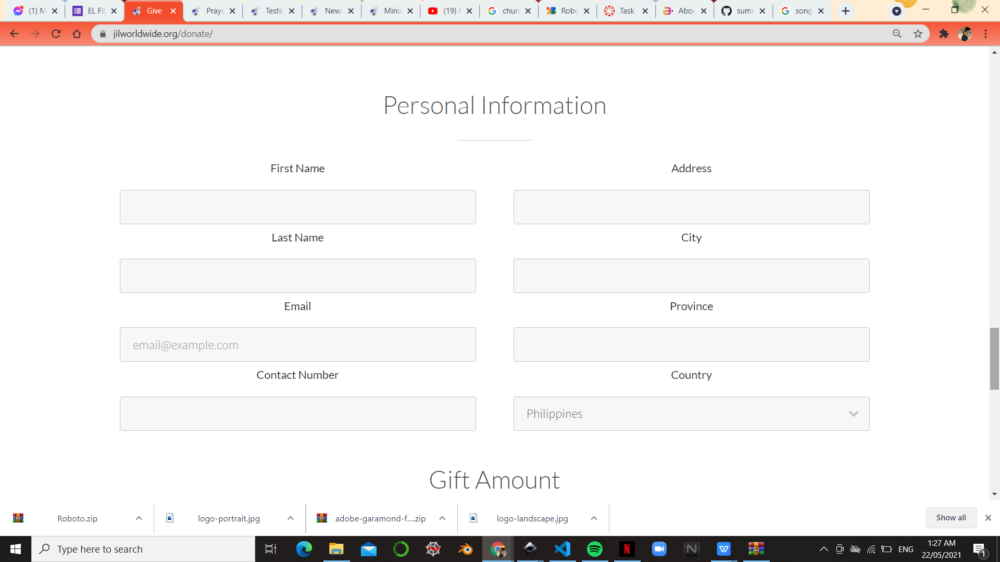 (1) M
EL FIL
Give
Praye
Testin
News
Minis
(19) M
churc
Robo
Task
Abou
sumi
song
jilworldwide.org/donate/
Personal Information
First Name
Address
Last Name
City
Email
Province
email@example.com
Contact Number
Country
Philippines
Gift Amount
Roboto.zip
logo-portrait.jpg
adobe-garamond-f....zip
logo-landscape.jpg
Show all
Type here to search
ENG
1:27 AM
22/05/2021
1